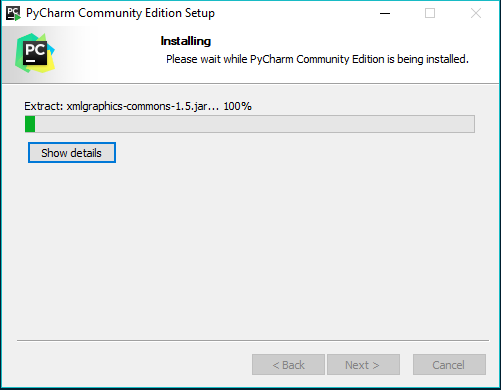 PC PyCharm Community Edition Setup
PC
Installing
Please wait while PyCharm Community Edition is being installed.
Extract: xmlgraphics-commons-1.5.jar... 100%
Show details
< Back Next > Cancel